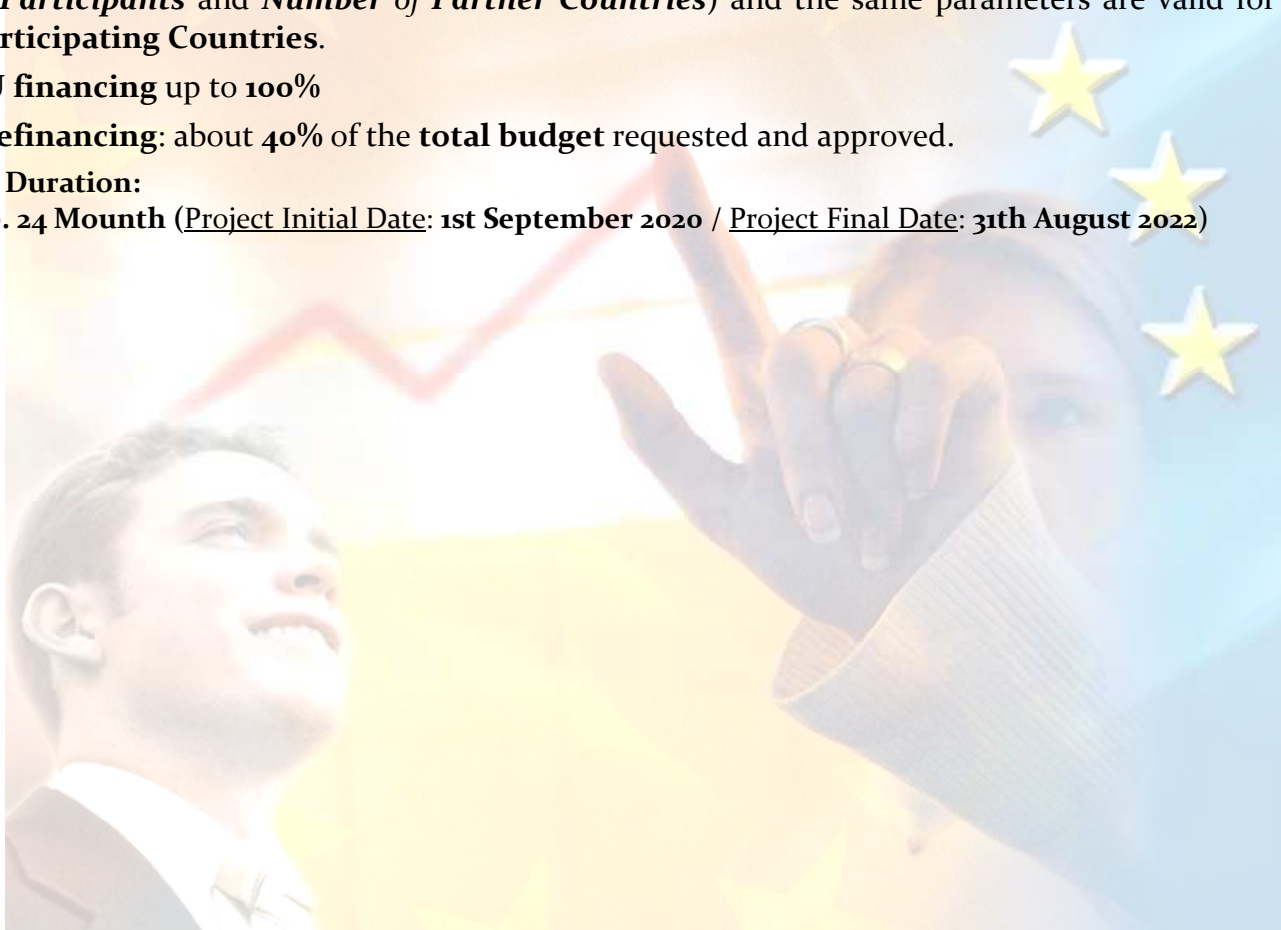 Participants and Number of Partner Countries) and the same parameters are valid for
rticipating Countries.
financing up to 100%
efinancing: about 40% of the total budget requested and approved.
Duration:
. 24 Mounth (Project Initial Date: 1st September 2020 / Project Final Date: 31th August 2022)